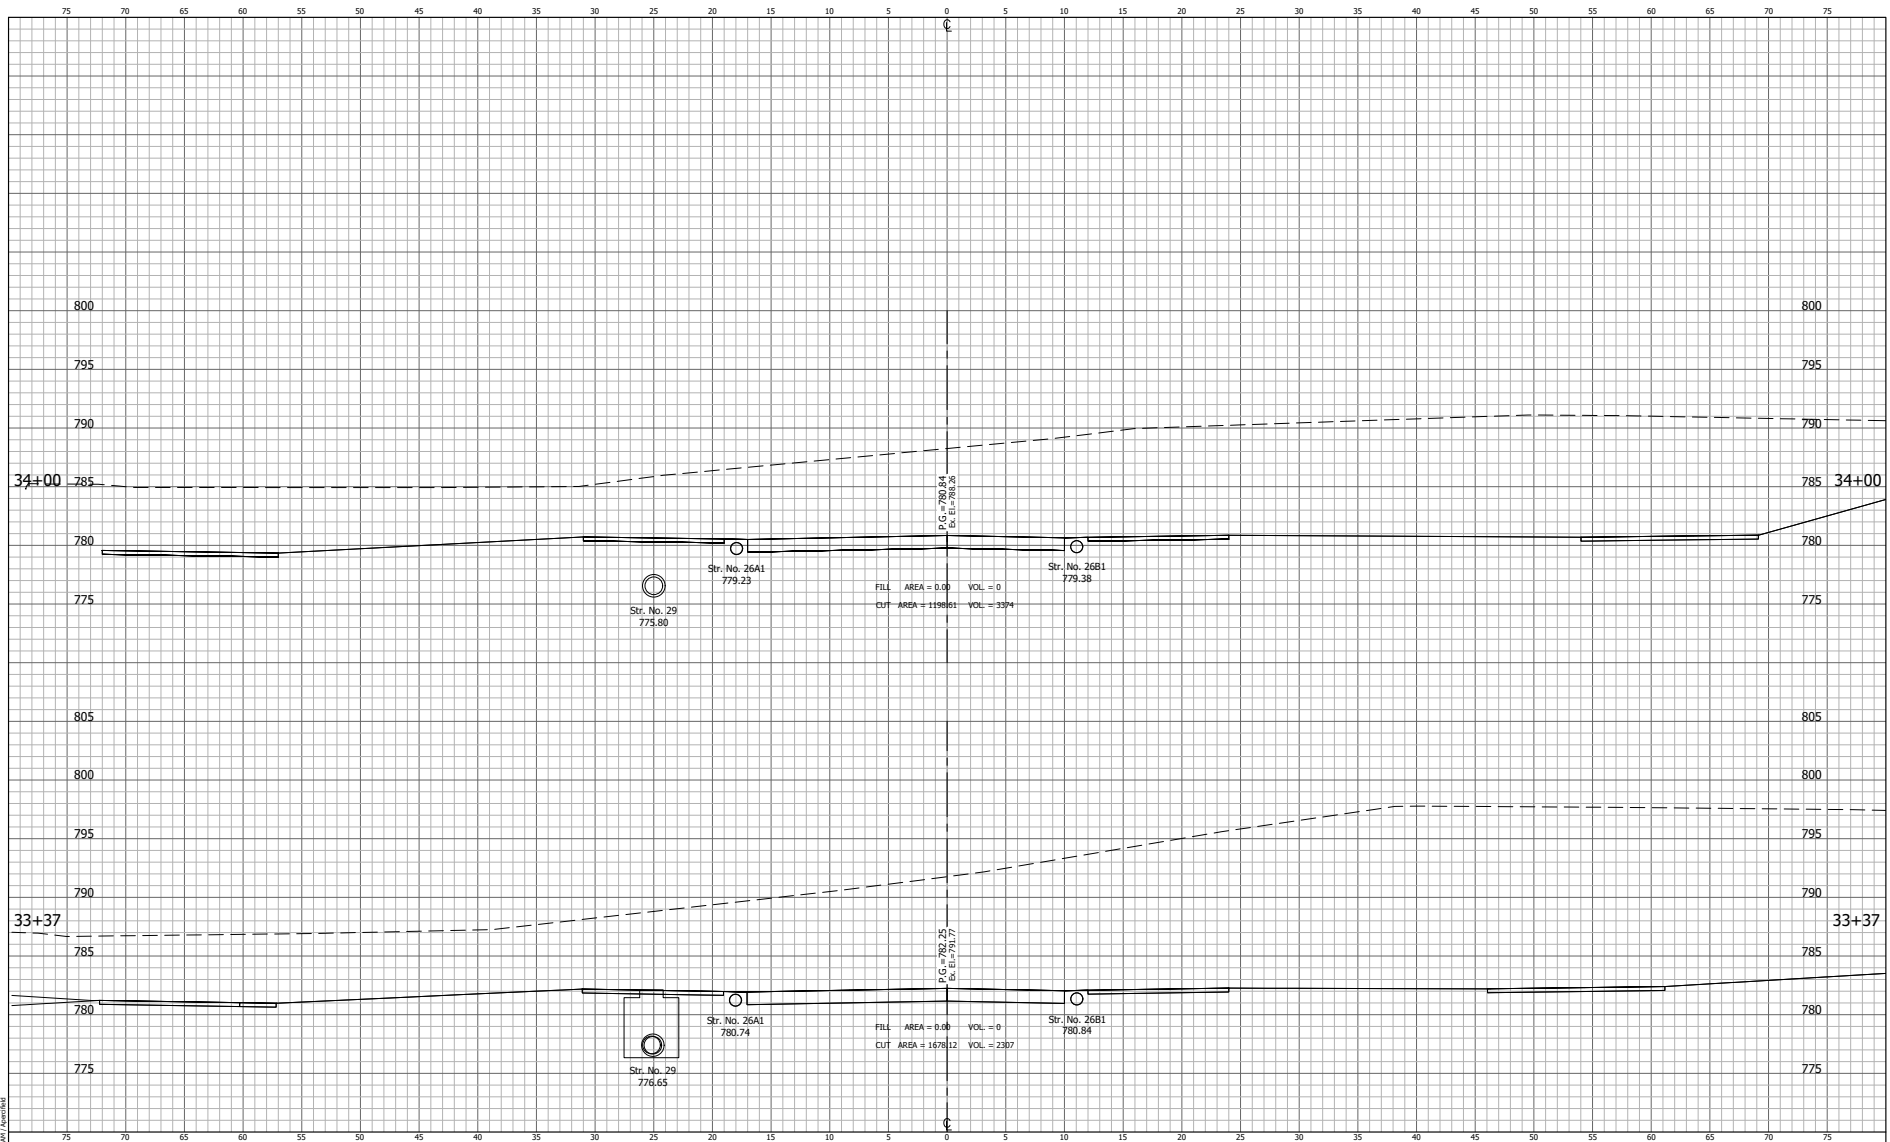 75 70 65 60 55 50 45 40 35 30 25 20 15 10 5 0 5 10 15 20 25 30 35 40 45 50 55 60 65 70 75
℄
800 800
795 795
790 790
34+00 785 785 34+00
P.G.=780.84
Ex. El.=788.26
780 780
Str. No. 26A1
779.23
Str. No. 26B1
779.38
FILL AREA = 0.00 VOL. = 0
775 775
CUT AREA = 1198.61 VOL. = 3374
Str. No. 29
775.80
805 805
800 800
795 795
790 790
33+37 33+37
785 785
P.G.=782.25
Ex. El.=791.77
780 780
Str. No. 26A1
780.74
Str. No. 26B1
780.84
FILL AREA = 0.00 VOL. = 0
CUT AREA = 1678.12 VOL. = 2307
775 775
Str. No. 29
776.65
℄
75 70 65 60 55 50 45 40 35 30 25 20 15 10 5 0 5 10 15 20 25 30 35 40 45 50 55 60 65 70 75